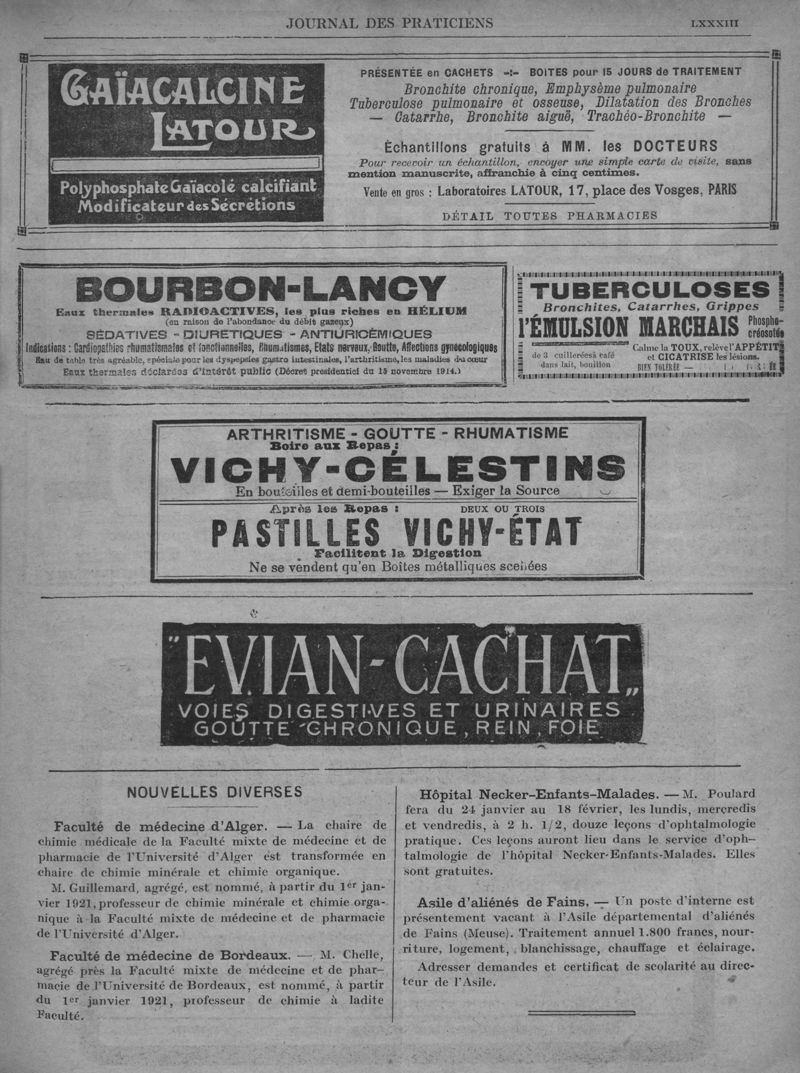 JOURNAL DES PRATICIENS
LXXXIII
GAÏACALCINE
LATOUR
Polyphosphate Gaïacolé calcifiant
Modificateur des Sécrétions
PRÉSENTÉE en CACHETS -:- BOITES pour 15 JOURS de TRAITEMENT
Bronchite chronique, Emphysème pulmonaire
Tuberculose pulmonaire et osseuse, Dilatation des Bronches
— Catarrhe, Bronchite aiguë, Trachéo-Bronchite —
Échantillons gratuits à MM. les DOCTEURS
Pour recevoir un échantillon, envoyer une simple carte de visite, sans
mention manuscrite, affranchie à cinq centimes.
Vente en gros : Laboratoires LATOUR, 17, place des Vosges, PARIS
DÉTAIL TOUTES PHARMACIES
BOURBON-LANCY
Eaux thermales RADIOACTIVES, les plus riches en HÉLIUM
(en raison de l'abondance du débit gazeux)
SÉDATIVES - DIURÉTIQUES - ANTIURICÉMIQUES
Indications : Cardiopathies rhumatismales et fonctionnelles, Rhumatismes, Etats nerveux, Goutte, Affections gynécologiques
Eau de table très agréable, spéciale pour les dyspepsies gastro intestinales, l'arthritisme, les maladies du cœur
Eaux thermales déclarées d'intérêt public (Décret presidentiel du 15 novembre 1914.)
TUBERCULOSES
Bronchites, Catarrhes, Grippes
l'ÉMULSION MARCHAIS Phospho-
créosotée
de 3 cuilleréesà café
dans lait, bouillon
Calme la TOUX, relève l'APPÉTIT
et CICATRISE les lésions.
BIEN TOLÉRÉE —
ARTHRITISME - GOUTTE - RHUMATISME
Boire aux Repas :
VICHY-CÉLESTINS
En bouteilles et demi-bouteilles — Exiger la Source
Après les Repas : DEUX OU TROIS
PASTILLES VICHY-ÉTAT
Facilitent la Digestion
Ne se vendent qu'en Boîtes métalliques scellées
"EVIAN-CACHAT"
VOIES DIGESTIVES ET URINAIRES
GOUTTE CHRONIQUE, REIN, FOIE
NOUVELLES DIVERSES
Faculté de médecine d'Alger. — La chaire de
chimie médicale de la Faculté mixte de médecine et de
pharmacie de l'Université d'Alger est transformée en
chaire de chimie minérale et chimie organique.
M. Guillemard, agrégé, est nommé, à partir du 1er jan-
vier 1921, professeur de chimie minérale et chimie orga-
nique à la Faculté mixte de médecine et de pharmacie
de l'Université d'Alger.
Faculté de médecine de Bordeaux. — M. Chelle,
agrégé près la Faculté mixte de médecine et de phar-
macie de l'Université de Bordeaux, est nommé, à partir
du 1er janvier 1921, professeur de chimie à ladite
Faculté.
Hôpital Necker-Enfants-Malades. — M. Poulard
fera du 24 janvier au 18 février, les lundis, mercredis
et vendredis, à 2 h. 1/2, douze leçons d'ophtalmologie
pratique. Ces leçons auront lieu dans le service d'oph-
talmologie de l'hôpital Necker-Enfants-Malades. Elles
sont gratuites.
Asile d'aliénés de Fains. — Un poste d'interne est
présentement vacant à l'Asile départemental d'aliénés
de Fains (Meuse). Traitement annuel 1.800 francs, nour-
riture, logement, blanchissage, chauffage et éclairage.
Adresser demandes et certificat de scolarité au direc-
teur de l'Asile.